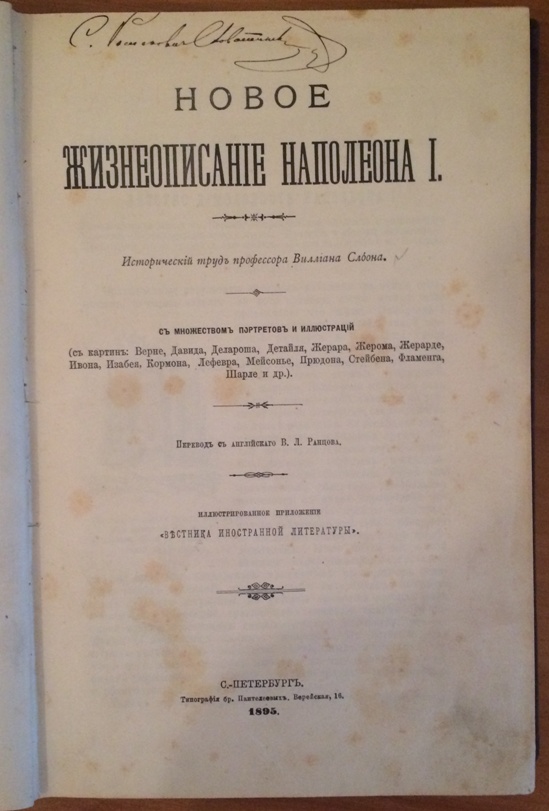 С.
НОВОЕ
ЖИЗНЕОПИСАНІЕ НАПОЛЕОНА I.
Историческій трудъ профессора Вилліана Слоона.
СЪ МНОЖЕСТВОМЪ ПОРТРЕТОВЪ И ИЛЛЮСТРАЦІЙ
(съ картинъ: Верне, Давида, Делароша, Детайля, Жерара, Жерома, Жерарде,
Ивона, Изабея, Кормона, Лефевра, Мейсонье, Прюдона, Стейбена, Фламенга,
Шарле и др.).
Переводъ съ англійскаго В. Л. Ранцова.
ИЛЛЮСТРИРОВАННОЕ ПРИЛОЖЕНІЕ
«ВѢСТНИКА ИНОСТРАННОЙ ЛИТЕРАТУРЫ».
С.-ПЕТЕРБУРГЪ.
Типографія бр. Пантелеевыхъ. Верейская, 16.
1895.